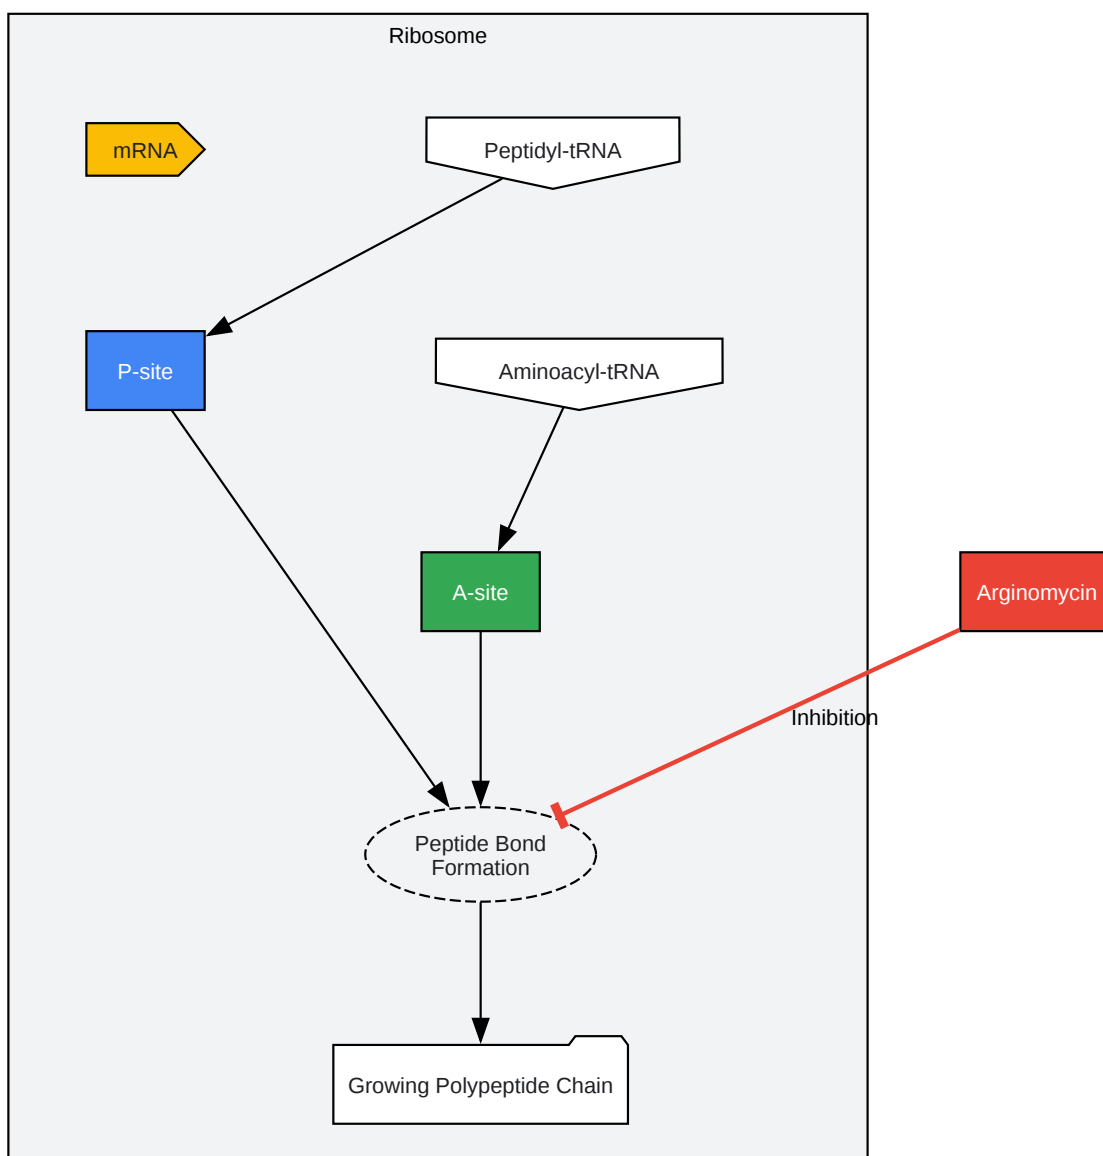 Ribosome
mRNA
Peptidyl-tRNA
P-site
Aminoacyl-tRNA
A-site
Arginomycin
Inhibition
Peptide Bond
Formation
Growing Polypeptide Chain